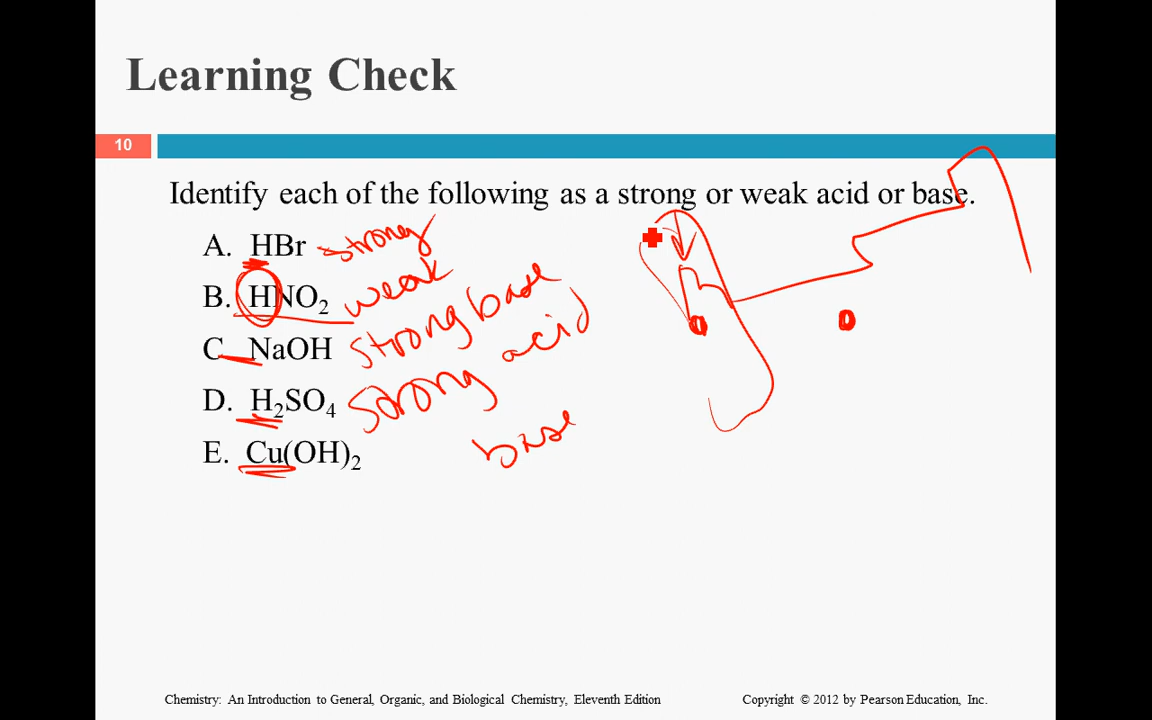 Learning Check
10
Identify each of the following as a strong or weak acid or base.
A. HBr strong
B. HNO₂ weak
C. NaOH strong base
D. H₂SO₄ strong acid
E. Cu(OH)₂ base
Chemistry: An Introduction to General, Organic, and Biological Chemistry, Eleventh Edition
Copyright © 2012 by Pearson Education, Inc.